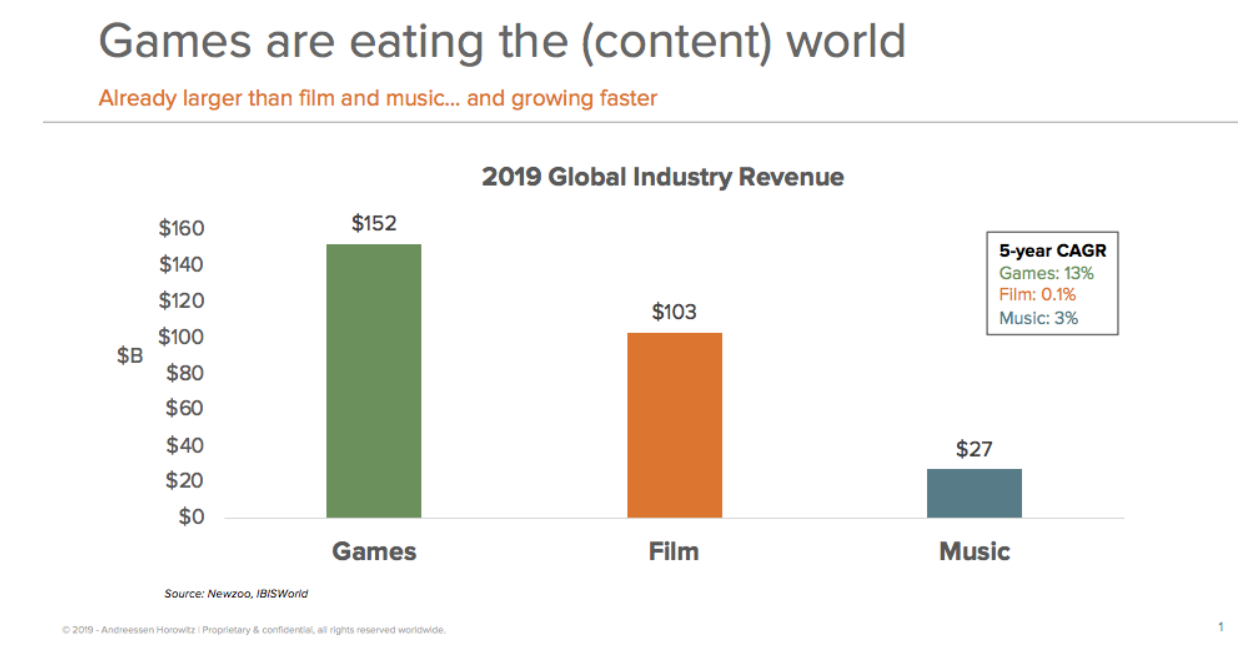 Games are eating the (content) world
Already larger than film and music... and growing faster
2019 Global Industry Revenue
$B
$160
$140
$120
$100
$80
$60
$40
$20
$0
$152
$103
$27
5-year CAGR
Games: 13%
Film: 0.1%
Music: 3%
Games
Film
Music
Source: Newzoo, IBISWorld
© 2019 - Andreessen Horowitz | Proprietary & confidential, all rights reserved worldwide.
1